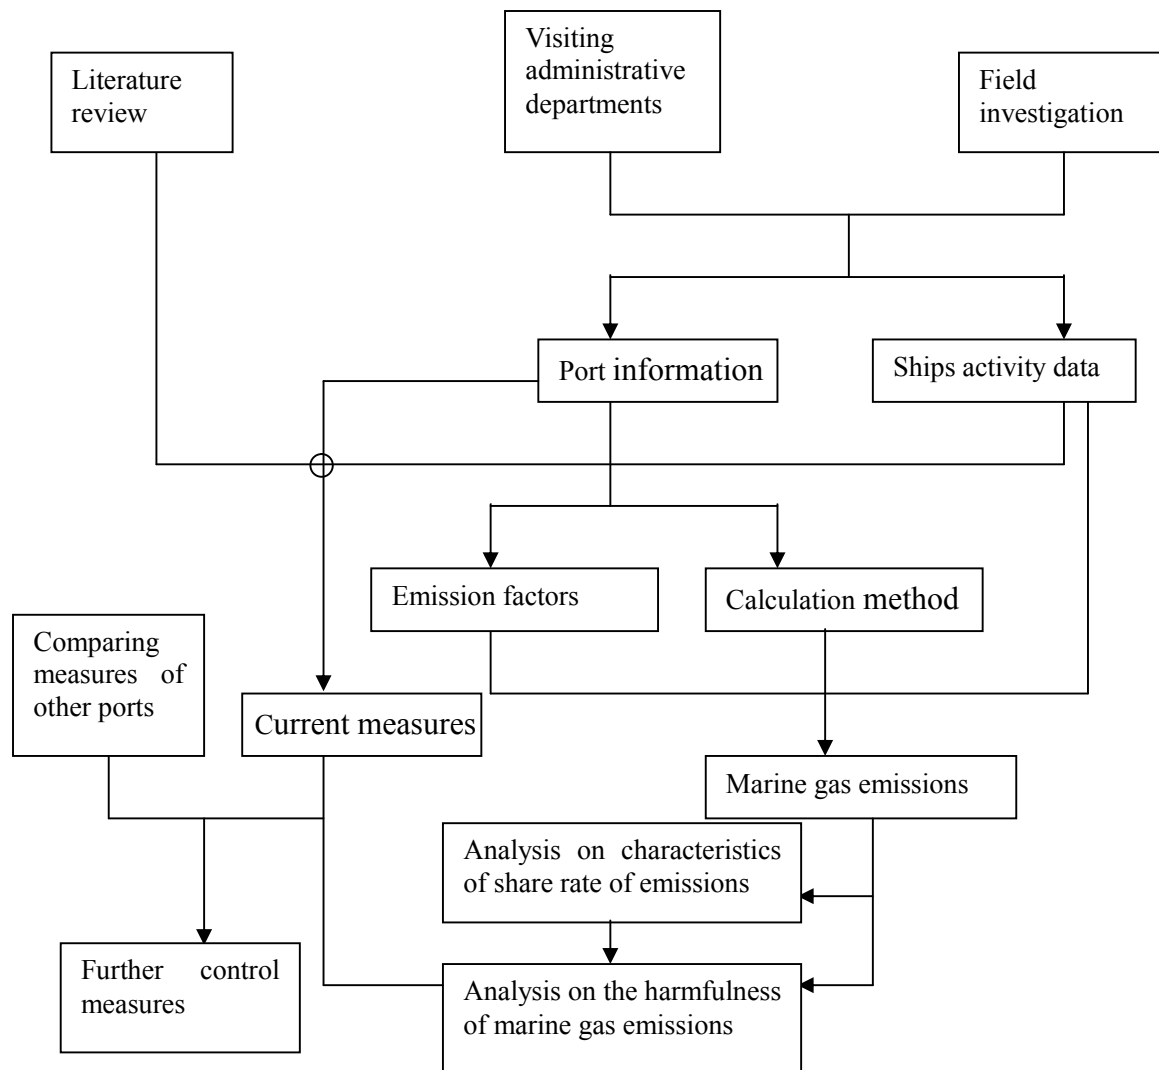 Visiting
administrative
departments
Literature
review
Field
investigation
Port information
Ships activity data
Emission factors
Calculation method
Comparing
measures of
other ports
Current measures
Marine gas emissions
Analysis on characteristics
of share rate of emissions
Further control
measures
Analysis on the harmfulness
of marine gas emissions